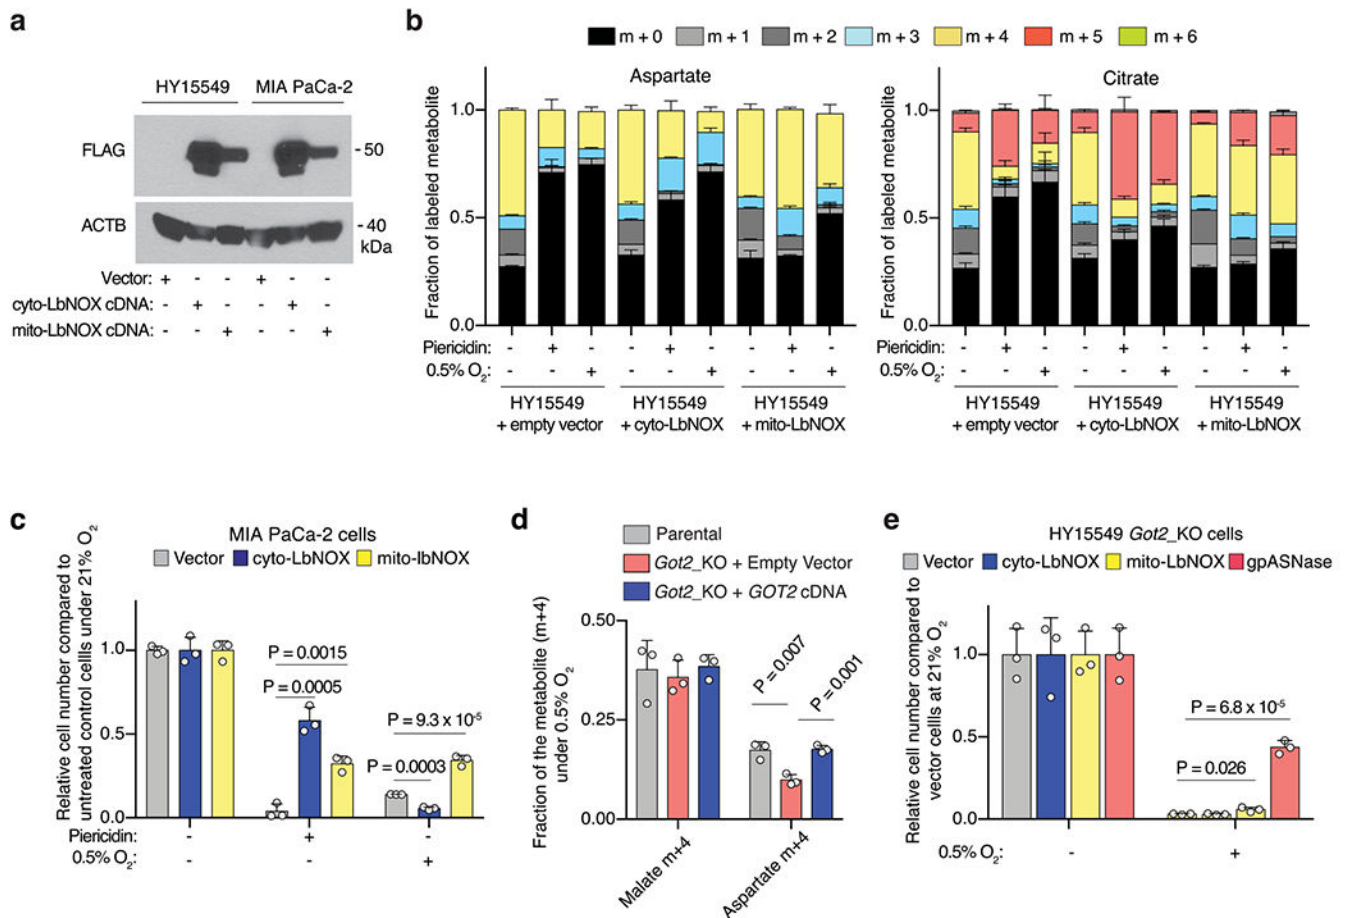 a
HY15549 MIA PaCa-2
FLAG
- 50
ACTB
- 40
kDa
Vector: + - - + - -
cyto-LbNOX cDNA: - + - - + -
mito-LbNOX cDNA: - - + - - +
b
m + 0 m + 1 m + 2 m + 3 m + 4 m + 5 m + 6
Aspartate
Fraction of labeled metabolite
1.0
0.5
0.0
Piericidin: - + - - + - - + -
0.5% O2: - - + - - + - - +
HY15549 HY15549 HY15549
+ empty vector + cyto-LbNOX + mito-LbNOX
Citrate
Fraction of labeled metabolite
1.0
0.5
0.0
Piericidin: - + - - + - - + -
0.5% O2: - - + - - + - - +
HY15549 HY15549 HY15549
+ empty vector + cyto-LbNOX + mito-LbNOX
c
MIA PaCa-2 cells
Vector cyto-LbNOX mito-lbNOX
Relative cell number compared to
untreated control cellls under 21% O2
1.0
0.5
0.0
P = 0.0015
P = 0.0005
P = 9.3 x 10-5
P = 0.0003
Piericidin: - + -
0.5% O2: - - +
d
Parental
Got2_KO + Empty Vector
Got2_KO + GOT2 cDNA
Fraction of the metabolite (m+4)
under 0.5% O2
0.50
0.25
0.00
P = 0.007
P = 0.001
Malate m+4
Aspartate m+4
e
HY15549 Got2_KO cells
Vector cyto-LbNOX mito-LbNOX gpASNase
Relative cell number compared to
vector cellls at 21% O2
1.0
0.5
0.0
P = 6.8 x 10-5
P = 0.026
0.5% O2: - +